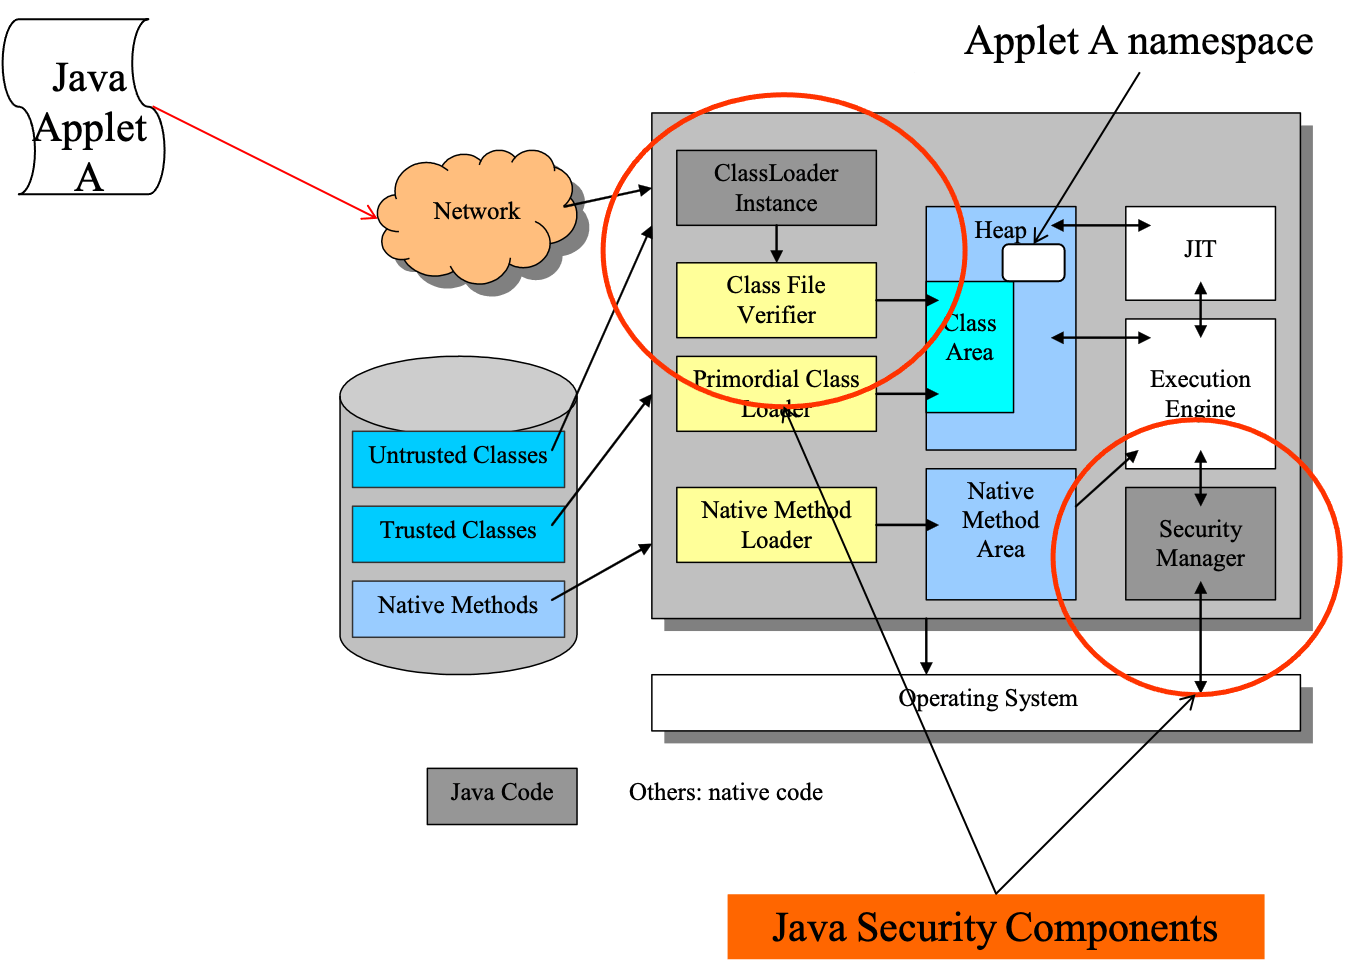 Applet A namespace
Java
Applet
A
Network
ClassLoader
Instance
Class File
Verifier
Primordial Class
Loader
Native Method
Loader
Heap
Class
Area
Native
Method
Area
JIT
Execution
Engine
Security
Manager
Untrusted Classes
Trusted Classes
Native Methods
Operating System
Java Code
Others: native code
Java Security Components